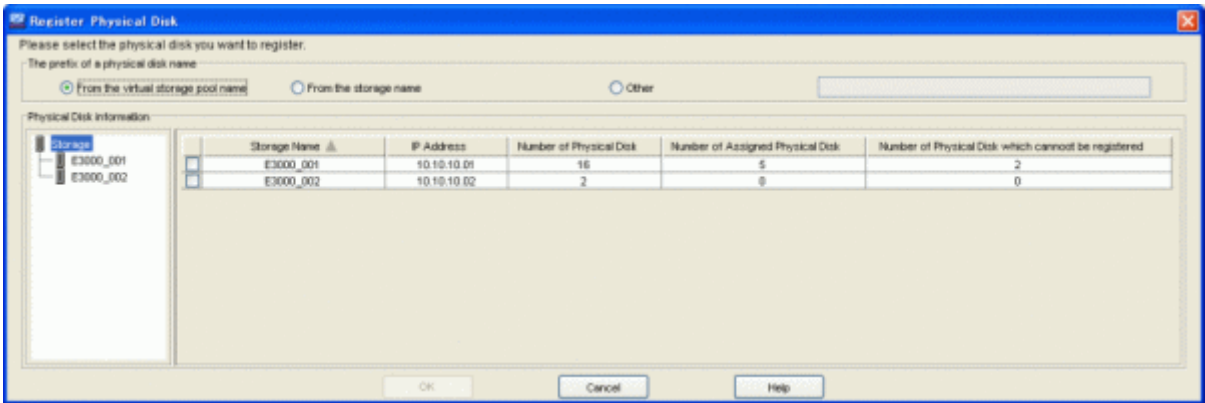 Register Physical Disk
Please select the physical disk you want to register.
The prefix of a physical disk name
From the virtual storage pool name From the storage name Other
Physical Disk information
Storage
E3000_001
E3000_002
Storage Name IP Address Number of Physical Disk Number of Assigned Physical Disk Number of Physical Disk which cannost be registered
E3000_001 10.10.10.01 16 5 2
E3000_002 10.10.10.02 2 0 0
OK Cancel Help